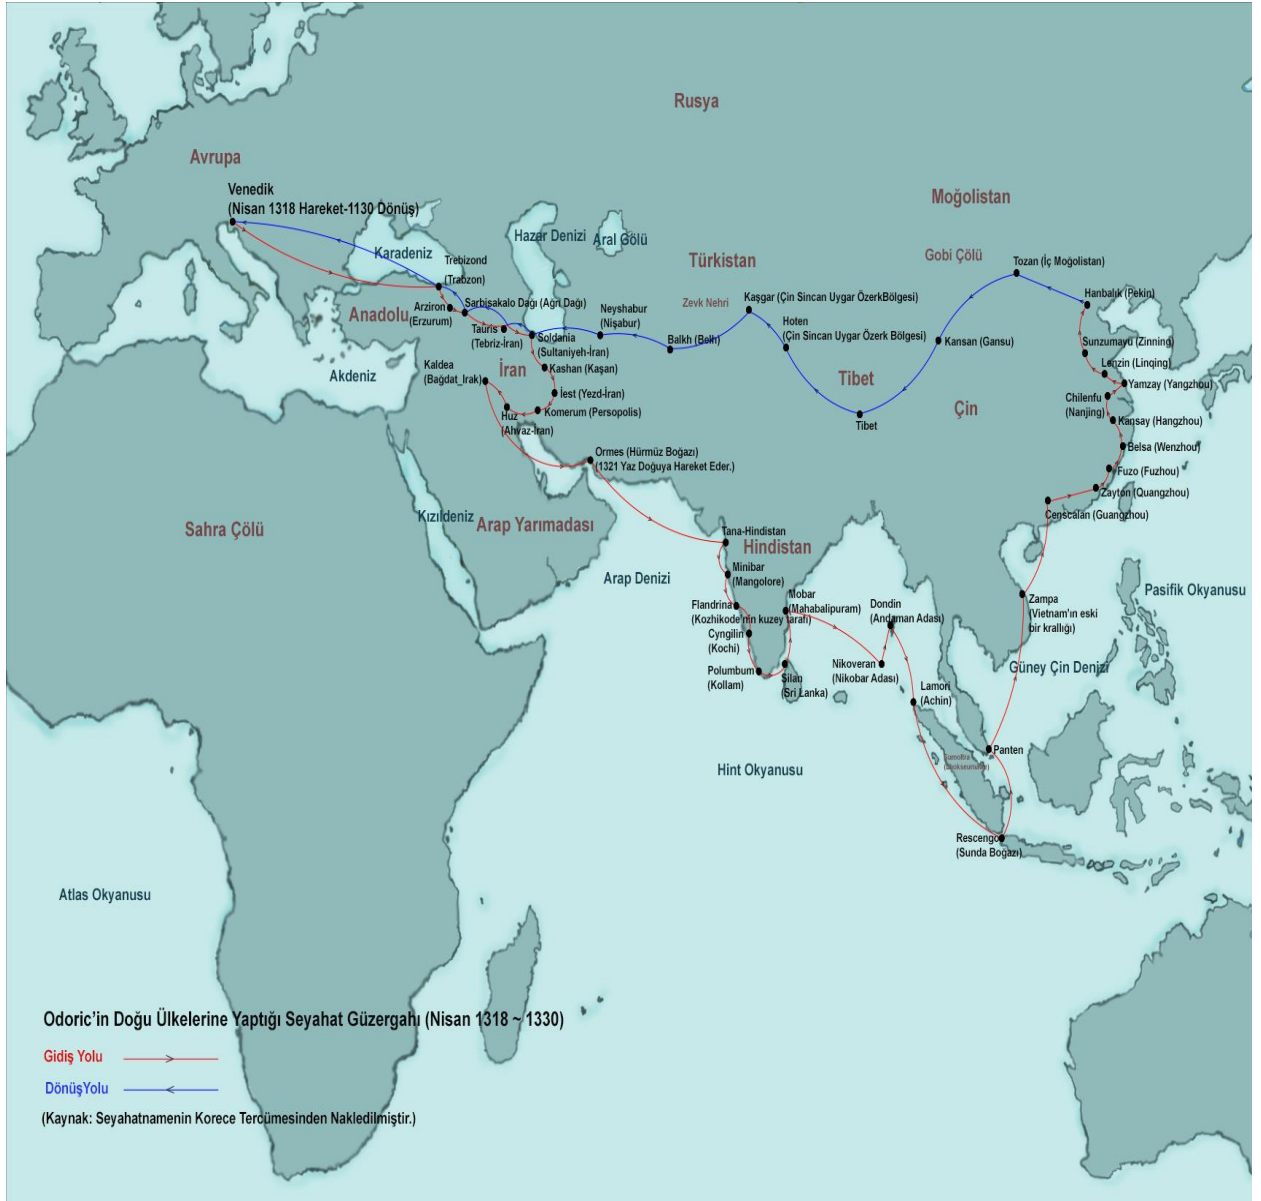 Rusya
Avrupa
Venedik
(Nisan 1318 Hareket-1130 Dönüş)
Moğolistan
Hazar Denizi
Aral Gölü
Karadeniz
Trebizond
(Trabzon)
Türkistan
Gobi Çölü
Tozan (İç Moğolistan)
Zevk Nehri
Kaşgar (Çin Sincan Uygar ÖzerkBölgesi)
Hanbalık (Pekin)
Anadolu
Arziron
(Erzurum)
Sarbisakalo Dağı (Ağrı Dağı)
Neyshabur
(Nişabur)
Hoten
(Çin Sincan Uygar Özerk Bölgesi)
Tauris
(Tebriz-İran)
Soldania
(Sultaniyeh-İran)
Balkh (Belh)
Kansan (Gansu)
Sunzumayu (Zinning)
Kaldea
(Bağdat_Irak)
İran
Kashan (Kaşan)
Lenzin (Linqing)
Akdeniz
Tibet
Yamzay (Yangzhou)
İest (Yezd-İran)
Chilenfu
(Nanjing)
Çin
Huz
(Ahvaz-İran)
Komerum (Persopolis)
Tibet
Kansay (Hangzhou)
Belsa (Wenzhou)
Ormes (Hürmüz Boğazı)
(1321 Yaz Doğuya Hareket Eder.)
Fuzo (Fuzhou)
Zayton (Quangzhou)
Censcalan (Guangzhou)
Sahra Çölü
Kızıldeniz
Arap Yarımadası
Tana-Hindistan
Hindistan
Arap Denizi
Minibar
(Mangolore)
Pasifik Okyanusu
Flandrina
(Kozhikode'nin kuzey tarafı)
Mobar
(Mahabalipuram)
Dondin
(Andaman Adası)
Zampa
(Vietnam'ın eski
bir krallığı)
Cyngilin
(Kochi)
Polumbum
(Kollam)
Silan
(Sri Lanka)
Nikoveran
(Nikobar Adası)
Güney Çin Denizi
Lamori
(Achin)
Panten
Sumoltra
Hint Okyanusu
Rescengo
(Sunda Boğazı)
Atlas Okyanusu
Odoric’in Doğu Ülkelerine Yaptığı Seyahat Güzergahı (Nisan 1318 ~ 1330)
Gidiş Yolu
DönüşYolu
(Kaynak: Seyahatnamenin Korece Tercümesinden Nakledilmiştir.)